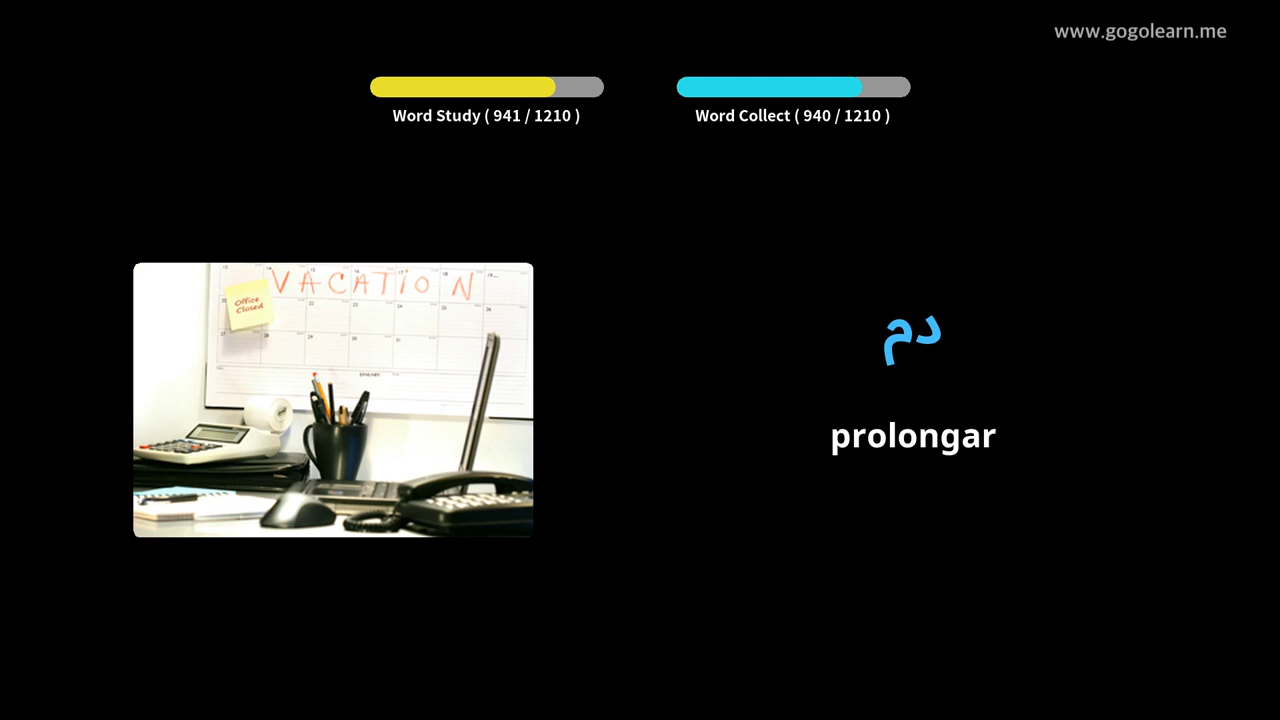 www.gogolearn.me
Word Study ( 941 / 1210 )
Word Collect ( 940 / 1210 )
VACATION
Office
Closed
دم
prolongar